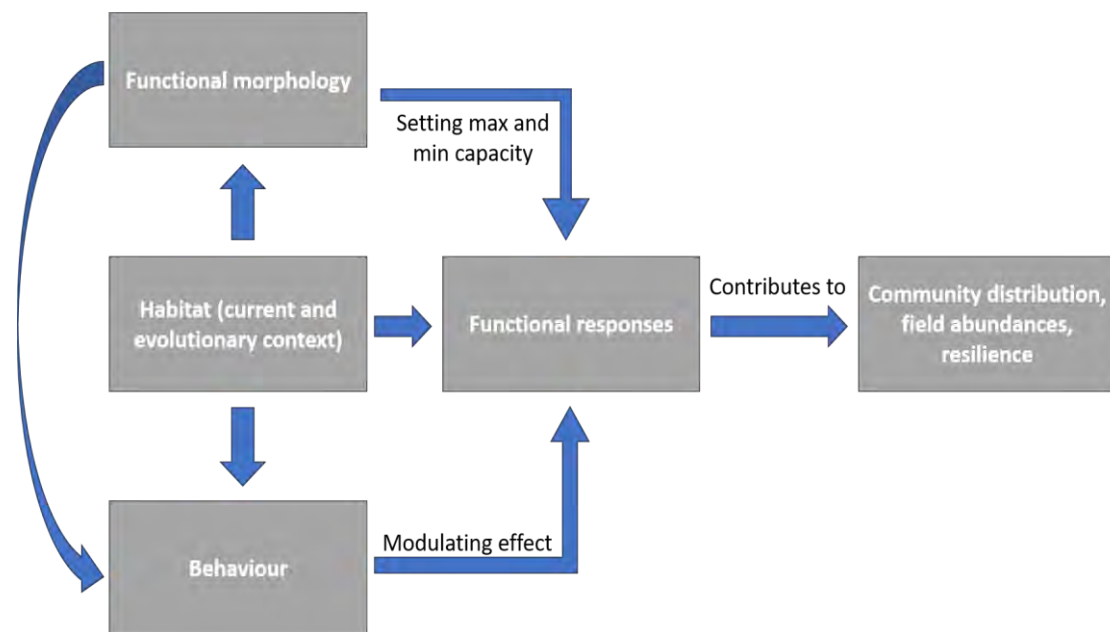 Functional morphology
Setting max and
min capacity
Habitat (current and
evolutionary context)
Functional responses
Contributes to
Community distribution,
field abundances,
resilience
Modulating effect
Behaviour